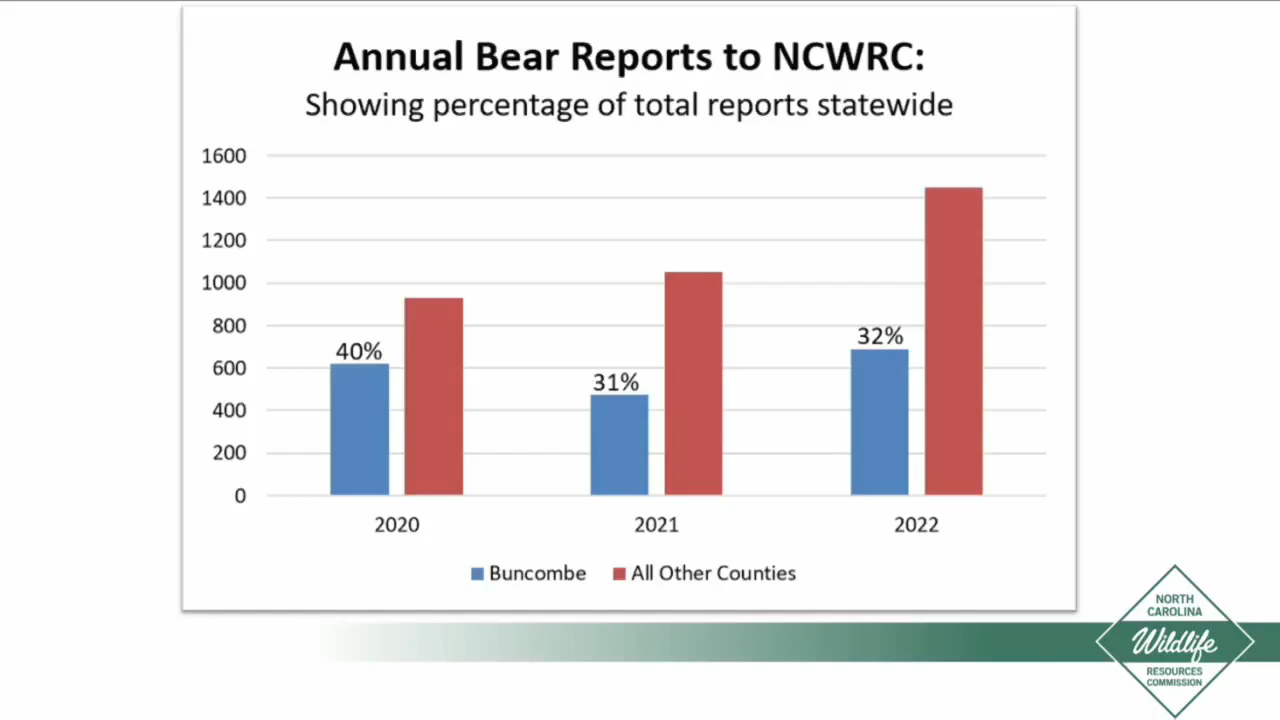 Annual Bear Reports to NCWRC:
Showing percentage of total reports statewide
1600
1400
1200
1000
800
600
400
200
0
40%
31%
32%
2020 2021 2022
Buncombe All Other Counties
NORTH
CAROLINA
Wildlife
RESOURCES
COMMISSION